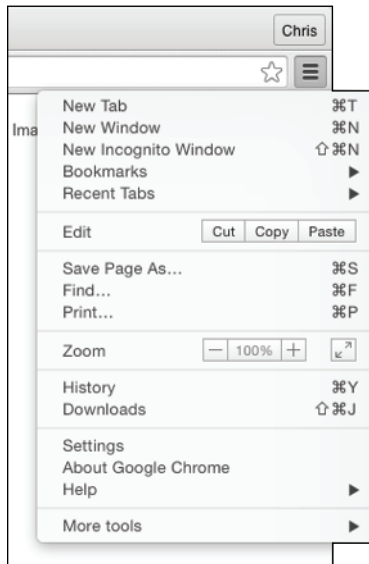 Chris
Ima
New Tab ⌘T
New Window ⌘N
New Incognito Window ⇧⌘N
Bookmarks ▶
Recent Tabs ▶
Edit Cut Copy Paste
Save Page As... ⌘S
Find... ⌘F
Print... ⌘P
Zoom − 100% +
History ⌘Y
Downloads ⇧⌘J
Settings
About Google Chrome
Help ▶
More tools ▶